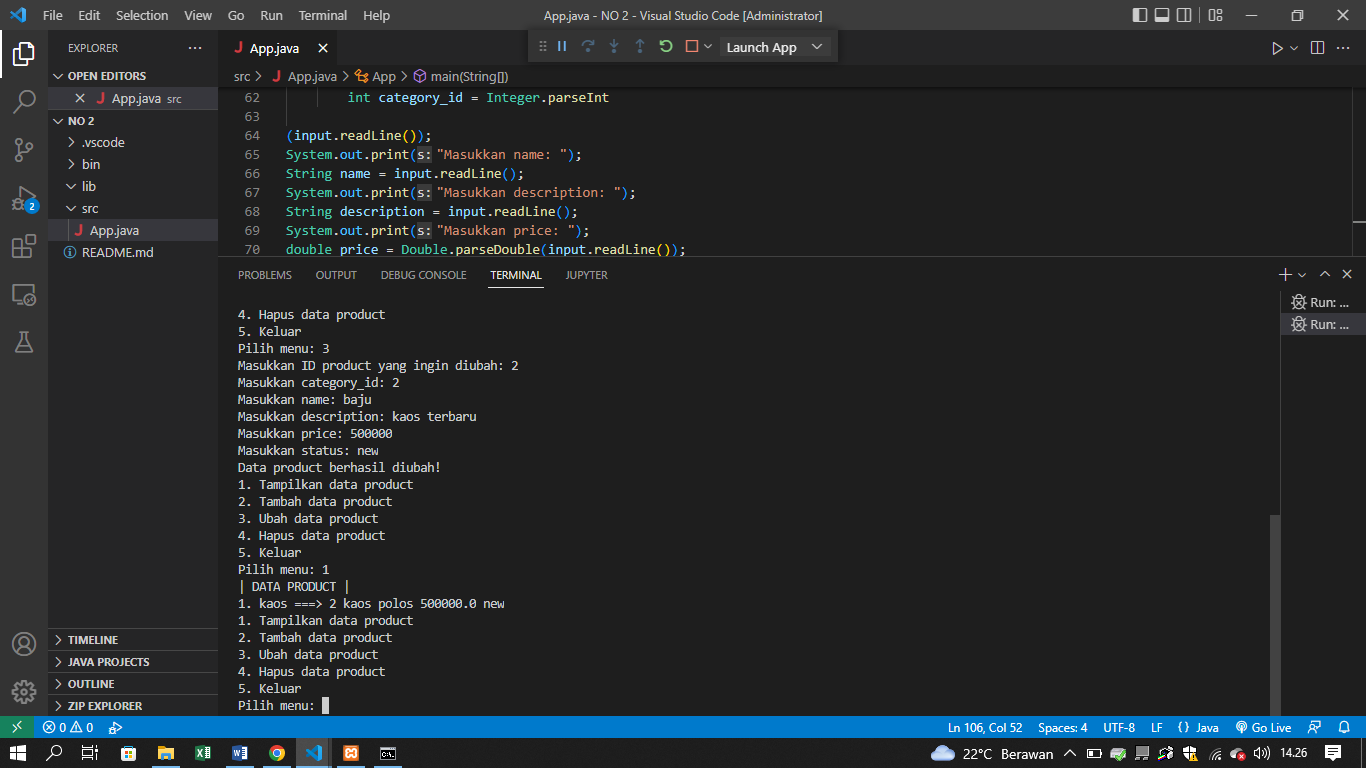 File Edit Selection View Go Run Terminal Help
App.java - NO 2 - Visual Studio Code [Administrator]
EXPLORER
OPEN EDITORS
App.java src
NO 2
.vscode
bin
lib
src
App.java
README.md
TIMELINE
JAVA PROJECTS
OUTLINE
ZIP EXPLORER
App.java
Launch App
src > App.java > App > main(String[])
62 int category_id = Integer.parseInt
63
64 (input.readLine());
65 System.out.print(s: "Masukkan name: ");
66 String name = input.readLine();
67 System.out.print(s: "Masukkan description: ");
68 String description = input.readLine();
69 System.out.print(s: "Masukkan price: ");
70 double price = Double.parseDouble(input.readLine());
PROBLEMS OUTPUT DEBUG CONSOLE TERMINAL JUPYTER
4. Hapus data product
5. Keluar
Pilih menu: 3
Masukkan ID product yang ingin diubah: 2
Masukkan category_id: 2
Masukkan name: baju
Masukkan description: kaos terbaru
Masukkan price: 500000
Masukkan status: new
Data product berhasil diubah!
1. Tampilkan data product
2. Tambah data product
3. Ubah data product
4. Hapus data product
5. Keluar
Pilih menu: 1
| DATA PRODUCT |
1. kaos ===> 2 kaos polos 500000.0 new
1. Tampilkan data product
2. Tambah data product
3. Ubah data product
4. Hapus data product
5. Keluar
Pilih menu:
Run: ...
Run: ...
2
0 0
Ln 106, Col 52 Spaces: 4 UTF-8 LF {} Java Go Live
22°C Berawan 14.26